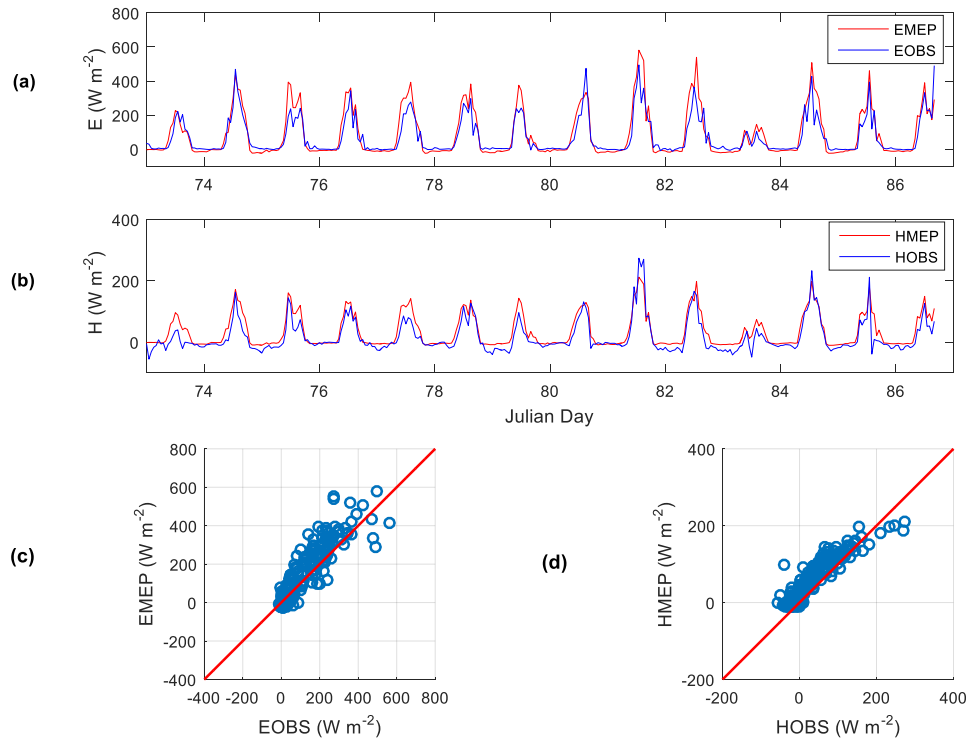 (a)
E (W m-2)
800
600
400
200
0
EMEP
EOBS
74 76 78 80 82 84 86
(b)
H (W m-2)
400
200
0
HMEP
HOBS
74 76 78 80 82 84 86
Julian Day
(c)
EMEP (W m-2)
800
600
400
200
0
-200
-400
-400 -200 0 200 400 600 800
EOBS (W m-2)
(d)
HMEP (W m-2)
400
200
0
-200
-200 0 200 400
HOBS (W m-2)